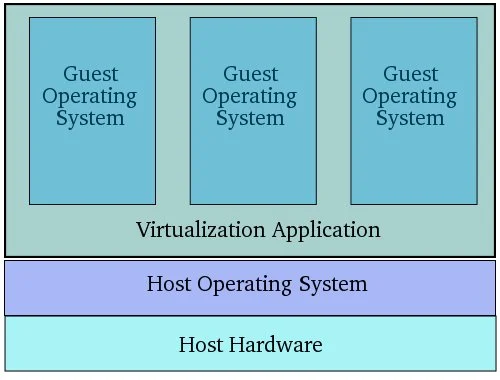 Guest
Operating
System
Guest
Operating
System
Guest
Operating
System
Virtualization Application
Host Operating System
Host Hardware